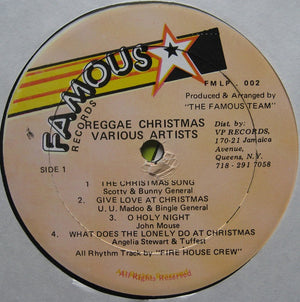 FAMOUS
RECORDS
FMLP - 002
Produced & Arranged by
"THE FAMOUS TEAM"
REGGAE CHRISTMAS
VARIOUS ARTISTS
Dist. by:
VP RECORDS,
170-21 Jamaica
Avenue,
Queens, N.Y.
718 - 291 7058
SIDE 1
1. THE CHRISTMAS SONG
Scotty & Bunny General
2. GIVE LOVE AT CHRISTMAS
U. U. Madoo & Bingie General
3. O HOLY NIGHT
John Mouse
4. WHAT DOES THE LONELY DO AT CHRISTMAS
Angelia Stewart & Tuffest
All Rhythm Track by "FIRE HOUSE CREW"
All Rights Reserved